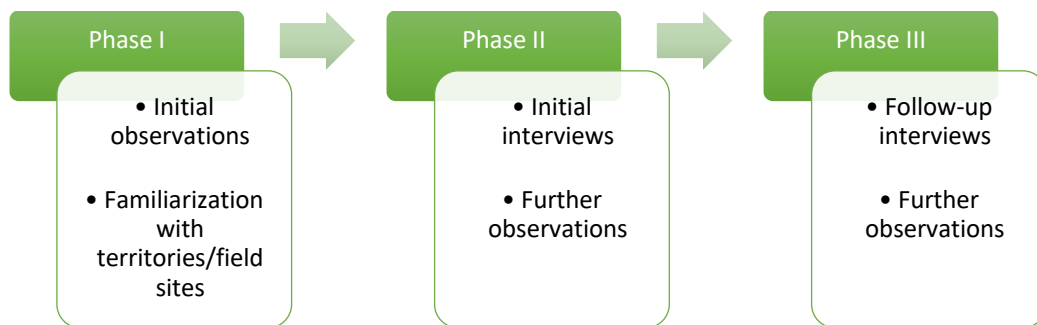 Phase I
• Initial
observations
• Familiarization
with
territories/field
sites
Phase II
• Initial
interviews
• Further
observations
Phase III
• Follow-up
interviews
• Further
observations